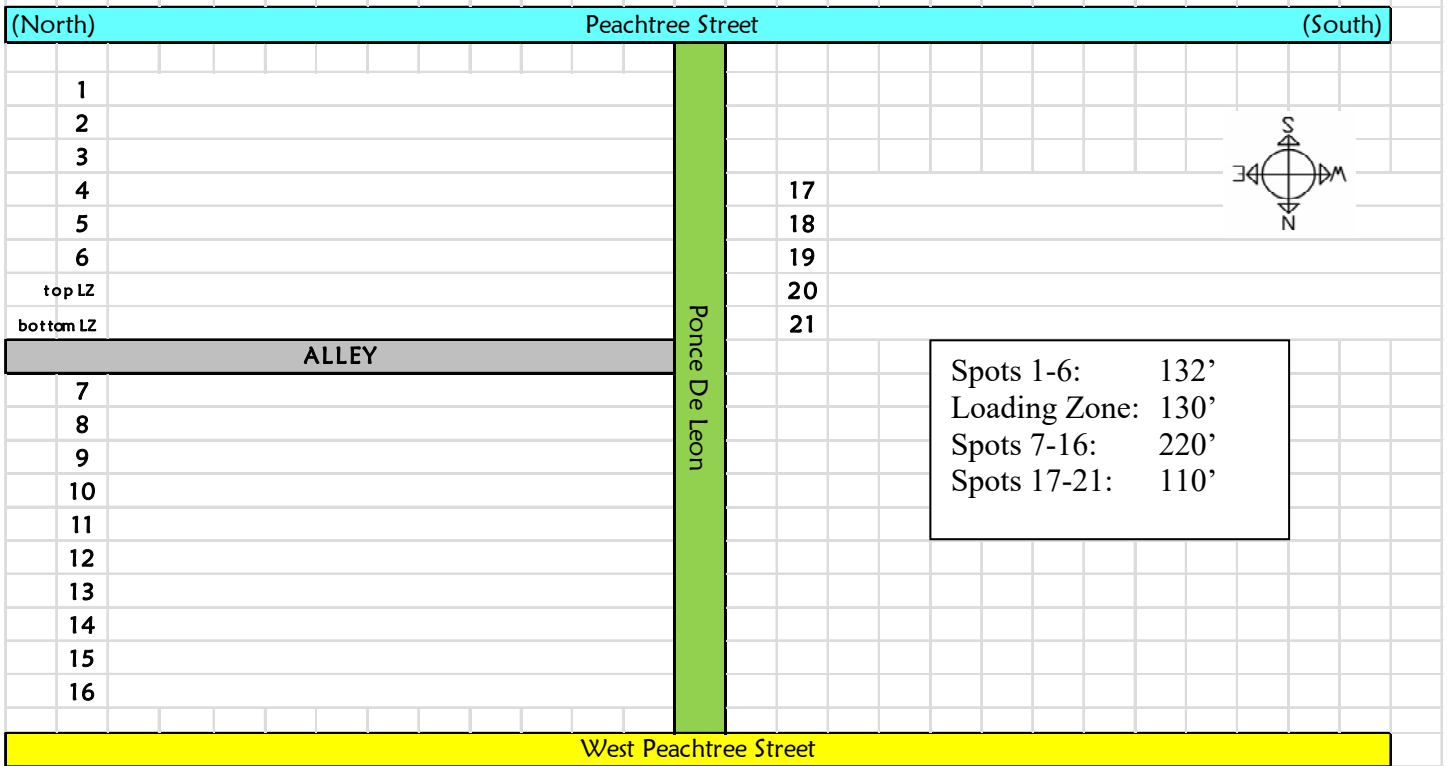 (North) Peachtree Street (South)
1
2
3
4
5
6
top LZ
bottom LZ
ALLEY
7
8
9
10
11
12
13
14
15
16
Ponce De Leon
17
18
19
20
21
S
E W
N
Spots 1-6: 132’
Loading Zone: 130’
Spots 7-16: 220’
Spots 17-21: 110’
West Peachtree Street